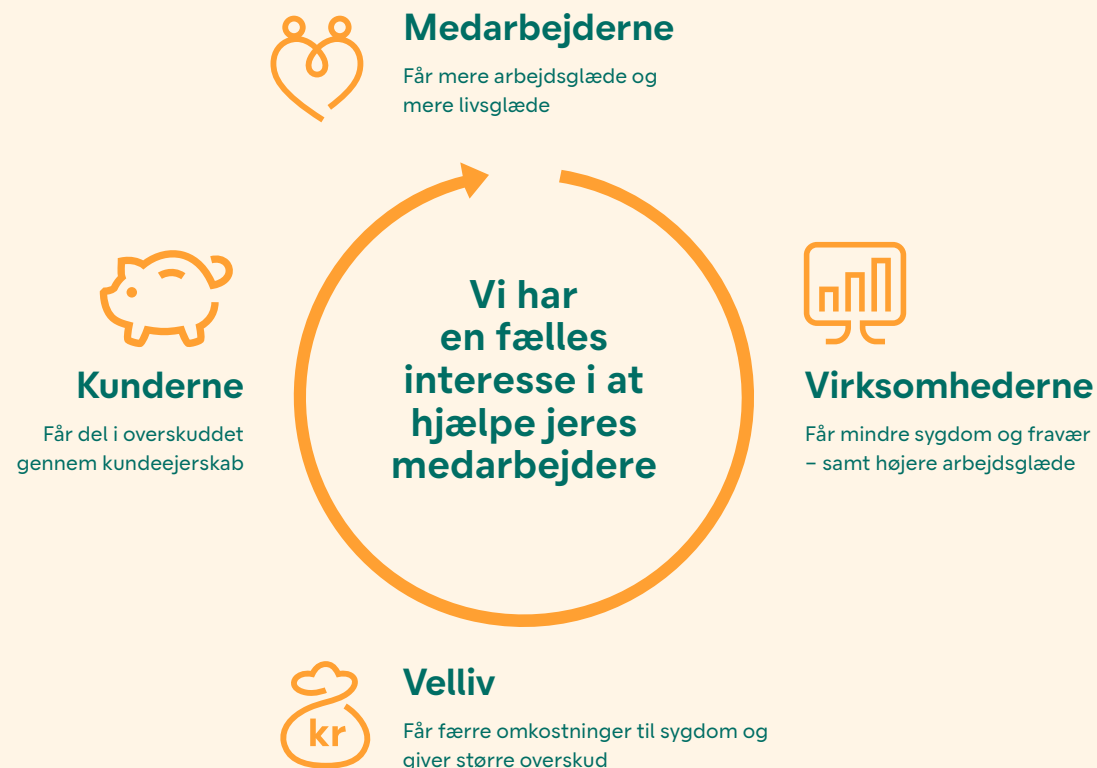 Medarbejderne
Får mere arbejdsglæde og
mere livsglæde
Vi har
en fælles
interesse i at
hjælpe jeres
medarbejdere
Kunderne
Får del i overskuddet
gennem kundeejerskab
Virksomhederne
Får mindre sygdom og fravær
– samt højere arbejdsglæde
kr
Velliv
Får færre omkostninger til sygdom og
giver større overskud